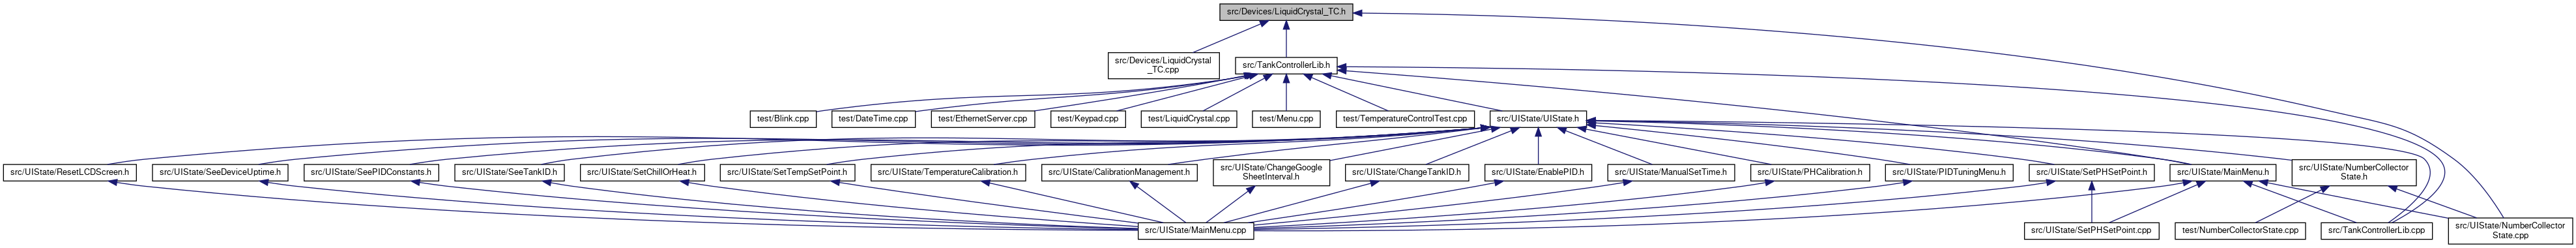 src/Devices/LiquidCrystal_TC.h
src/Devices/LiquidCrystal
_TC.cpp
src/TankControllerLib.h
test/Blink.cpp
test/DateTime.cpp
test/EthernetServer.cpp
test/Keypad.cpp
test/LiquidCrystal.cpp
test/Menu.cpp
test/TemperatureControlTest.cpp
src/UIState/UIState.h
src/UIState/ResetLCDScreen.h
src/UIState/SeeDeviceUptime.h
src/UIState/SeePIDConstants.h
src/UIState/SeeTankID.h
src/UIState/SetChillOrHeat.h
src/UIState/SetTempSetPoint.h
src/UIState/TemperatureCalibration.h
src/UIState/CalibrationManagement.h
src/UIState/ChangeGoogle
SheetInterval.h
src/UIState/ChangeTankID.h
src/UIState/EnablePID.h
src/UIState/ManualSetTime.h
src/UIState/PHCalibration.h
src/UIState/PIDTuningMenu.h
src/UIState/SetPHSetPoint.h
src/UIState/MainMenu.h
src/UIState/NumberCollector
State.h
src/UIState/MainMenu.cpp
src/UIState/SetPHSetPoint.cpp
test/NumberCollectorState.cpp
src/TankControllerLib.cpp
src/UIState/NumberCollector
State.cpp